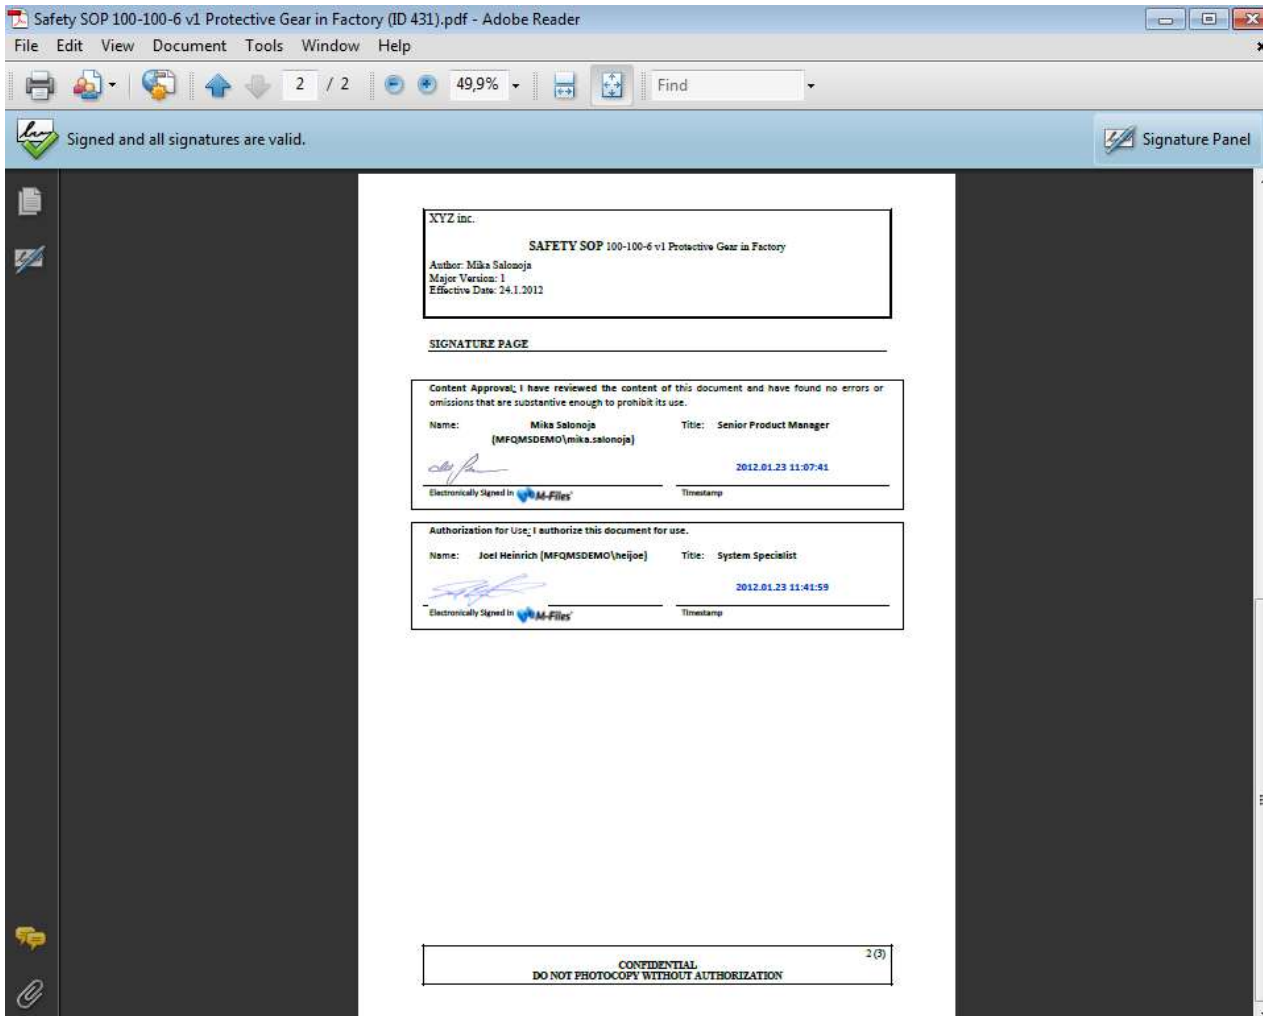 Safety SOP 100-100-6 v1 Protective Gear in Factory (ID 431).pdf - Adobe Reader
File Edit View Document Tools Window Help
2 / 2 49,9% Find
Signed and all signatures are valid.
Signature Panel
XYZ inc.
SAFETY SOP 100-100-6 v1 Protective Gear in Factory
Author: Mika Salonoja
Major Version: 1
Effective Date: 24.1.2012
SIGNATURE PAGE
Content Approval; I have reviewed the content of this document and have found no errors or
omissions that are substantive enough to prohibit its use.
Name: Mika Salonoja Title: Senior Product Manager
(MFQMSDEMO\mika.salonoja)
2012.01.23 11:07:41
Electronically Signed in M-Files Timestamp
Authorization for Use; I authorize this document for use.
Name: Joel Heinrich (MFQMSDEMO\heijoe) Title: System Specialist
2012.01.23 11:41:59
Electronically Signed in M-Files Timestamp
2 (3)
CONFIDENTIAL
DO NOT PHOTOCOPY WITHOUT AUTHORIZATION